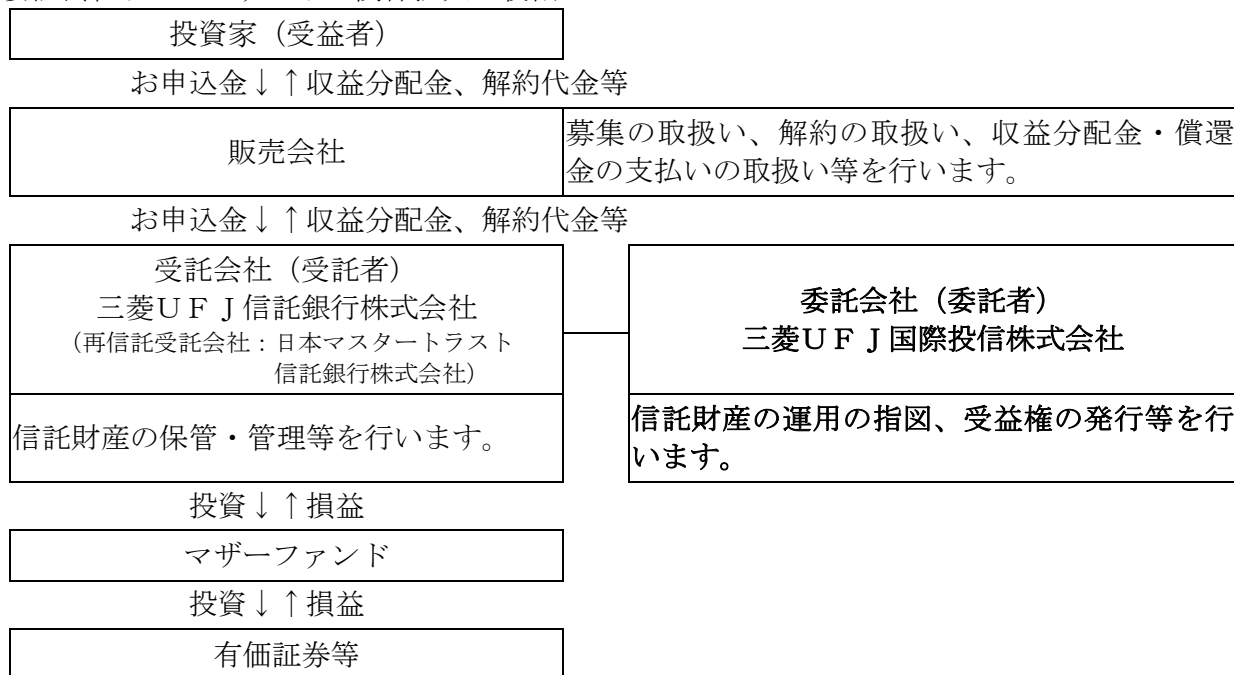 投資家（受益者）
お申込金↓↑収益分配金、解約代金等
販売会社
募集の取扱い、解約の取扱い、収益分配金・償還
金の支払いの取扱い等を行います。
お申込金↓↑収益分配金、解約代金等
受託会社（受託者）
三菱ＵＦＪ信託銀行株式会社
（再信託受託会社：日本マスタートラスト
信託銀行株式会社）
委託会社（委託者）
三菱ＵＦＪ国際投信株式会社
信託財産の保管・管理等を行います。
信託財産の運用の指図、受益権の発行等を行
います。
投資↓↑損益
マザーファンド
投資↓↑損益
有価証券等